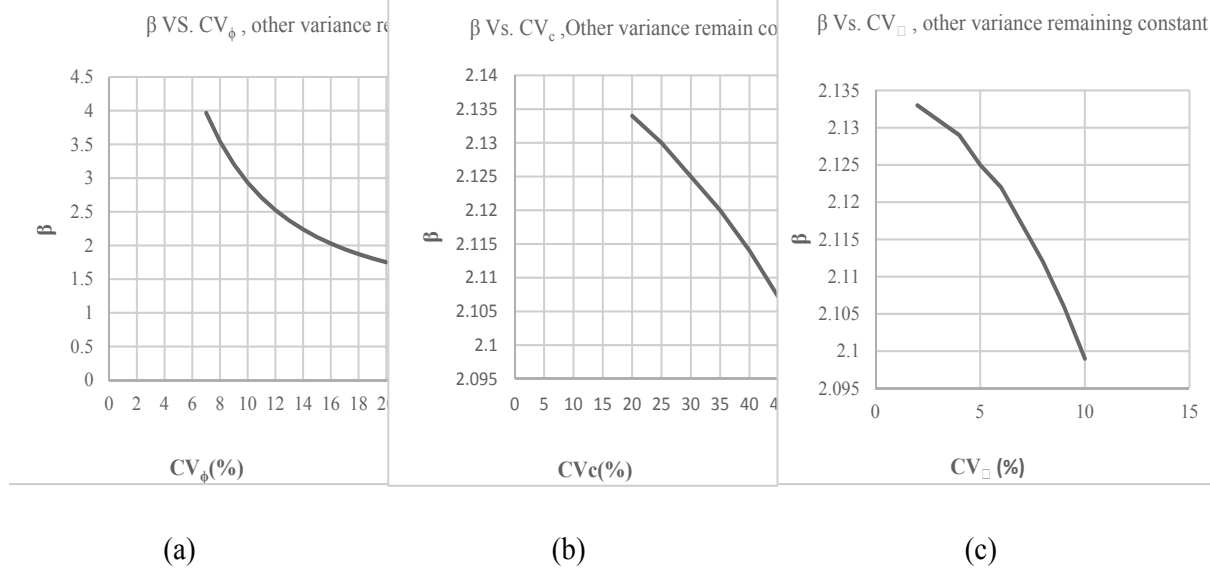 β VS. CVϕ , other variance re
4.5
4
3.5
3
2.5
2
1.5
1
0.5
0
β
0 2 4 6 8 10 12 14 16 18 20
CVϕ(%)
(a)
β Vs. CVc ,Other variance remain co
2.14
2.135
2.13
2.125
2.12
2.115
2.11
2.105
2.1
2.095
β
0 5 10 15 20 25 30 35 40 4
CVc(%)
(b)
β Vs. CV□ , other variance remaining constant
2.135
2.13
2.125
2.12
2.115
2.11
2.105
2.1
2.095
β
0 5 10 15
CV□ (%)
(c)